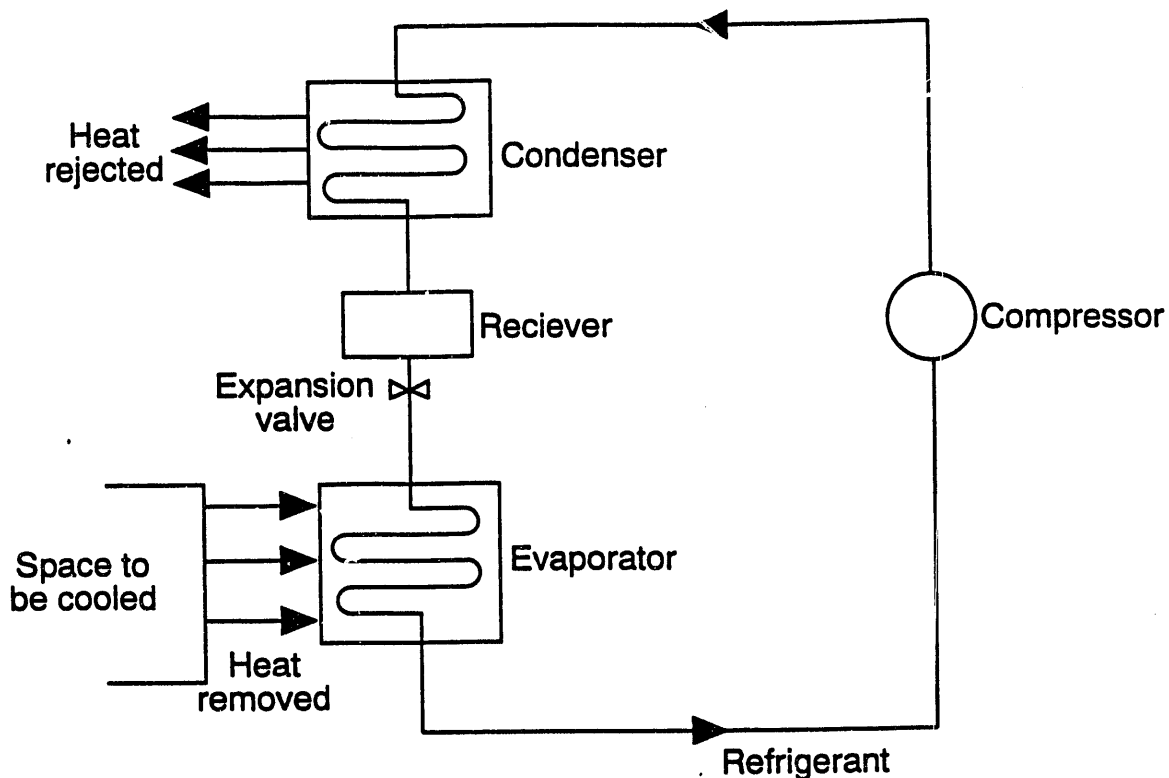 Heat
rejected
Condenser
Reciever
Compressor
Expansion
valve
Space to
be cooled
Evaporator
Heat
removed
Refrigerant